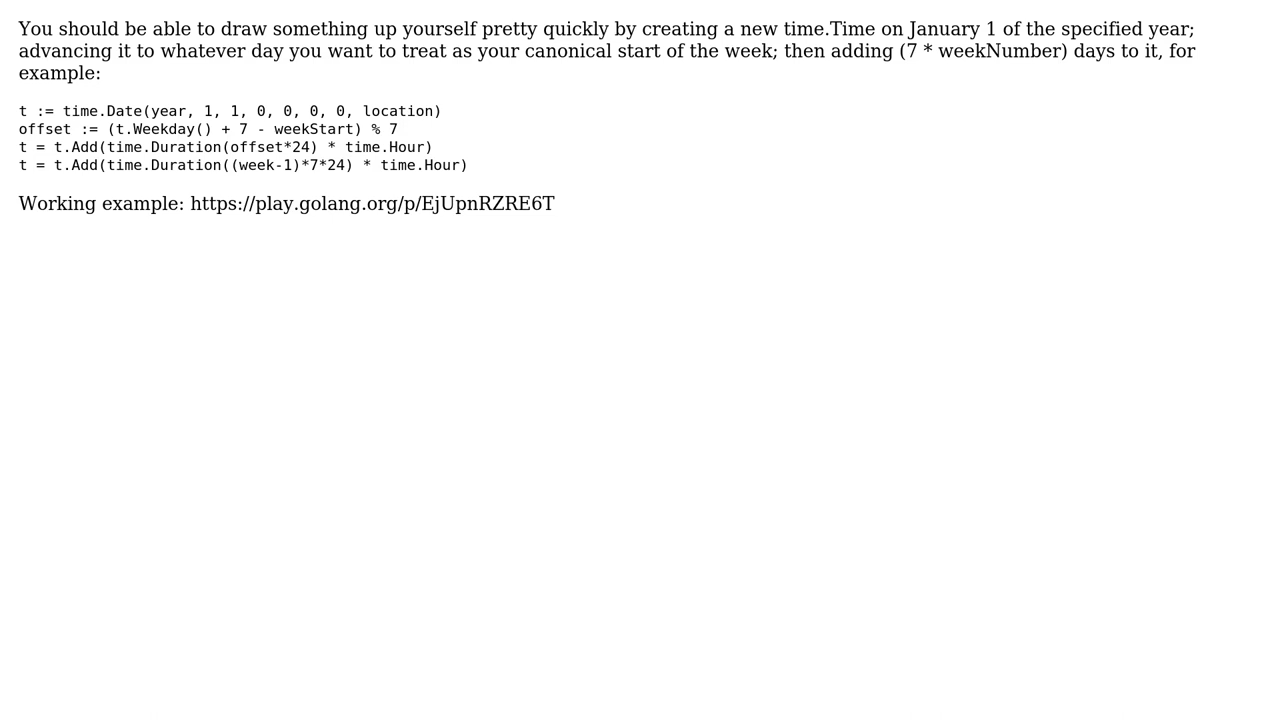 You should be able to draw something up yourself pretty quickly by creating a new time.Time on January 1 of the specified year;
advancing it to whatever day you want to treat as your canonical start of the week; then adding (7 * weekNumber) days to it, for
example:
t := time.Date(year, 1, 1, 0, 0, 0, 0, location)
offset := (t.Weekday() + 7 - weekStart) % 7
t = t.Add(time.Duration(offset*24) * time.Hour)
t = t.Add(time.Duration((week-1)*7*24) * time.Hour)
Working example: https://play.golang.org/p/EjUpnRZRE6T